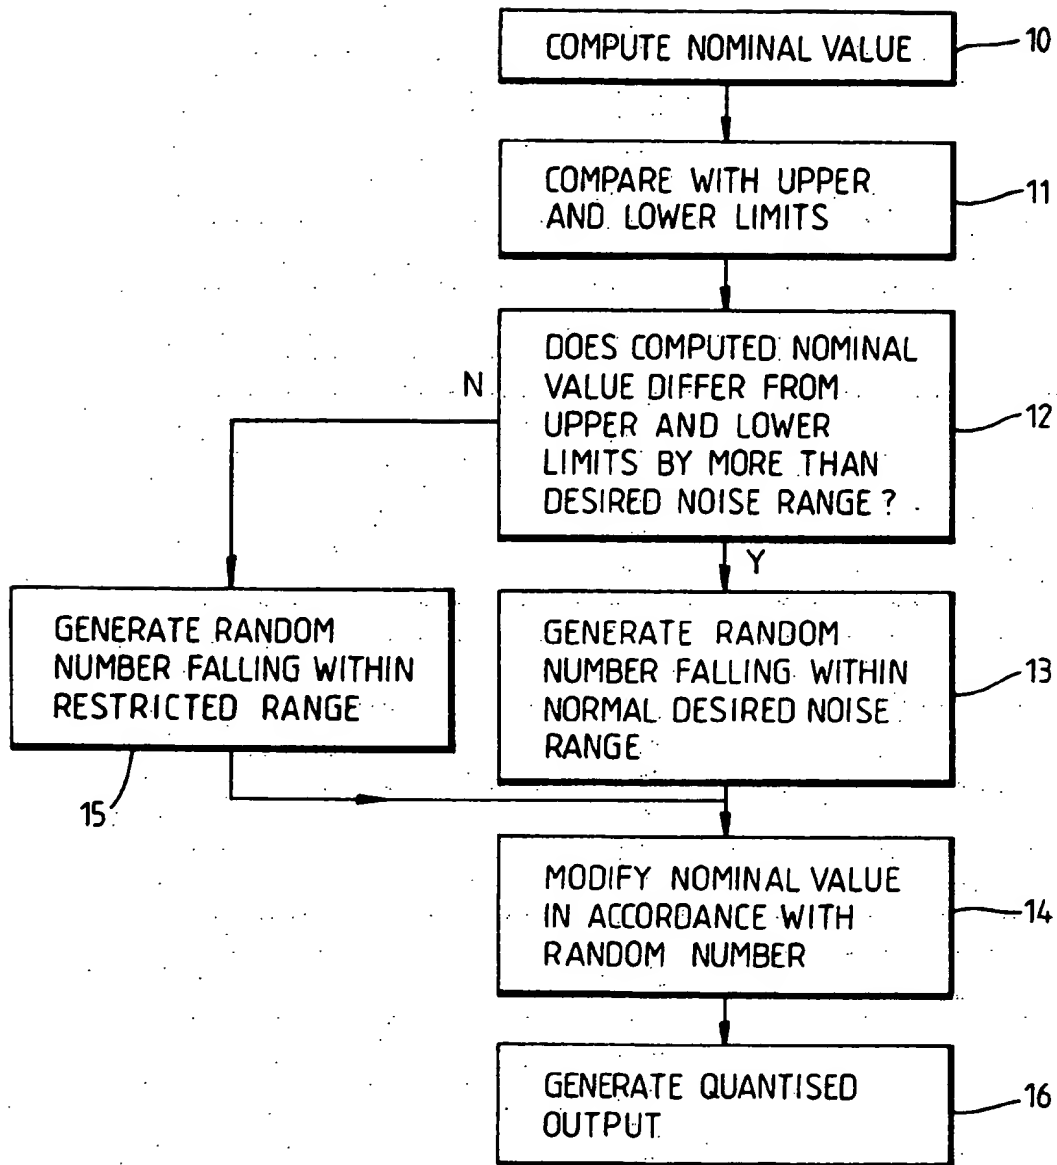 COMPUTE NOMINAL VALUE
10
COMPARE WITH UPPER
AND LOWER LIMITS
11
DOES COMPUTED NOMINAL
VALUE DIFFER FROM
UPPER AND LOWER
LIMITS BY MORE THAN
DESIRED NOISE RANGE?
12
N
Y
GENERATE RANDOM
NUMBER FALLING WITHIN
RESTRICTED RANGE
15
GENERATE RANDOM
NUMBER FALLING WITHIN
NORMAL DESIRED NOISE
RANGE
13
MODIFY NOMINAL VALUE
IN ACCORDANCE WITH
RANDOM NUMBER
14
GENERATE QUANTISED
OUTPUT
16